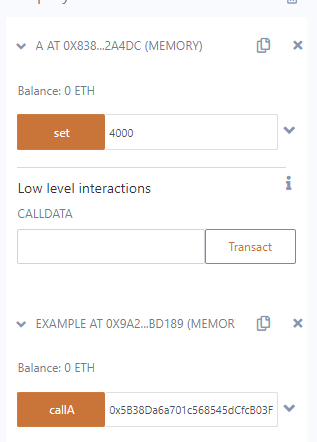 A AT 0X838...2A4DC (MEMORY)
Balance: 0 ETH
set 4000
Low level interactions
CALLDATA
Transact
EXAMPLE AT 0X9A2...BD189 (MEMOR
Balance: 0 ETH
callA 0x5B38Da6a701c568545dCfcB03F